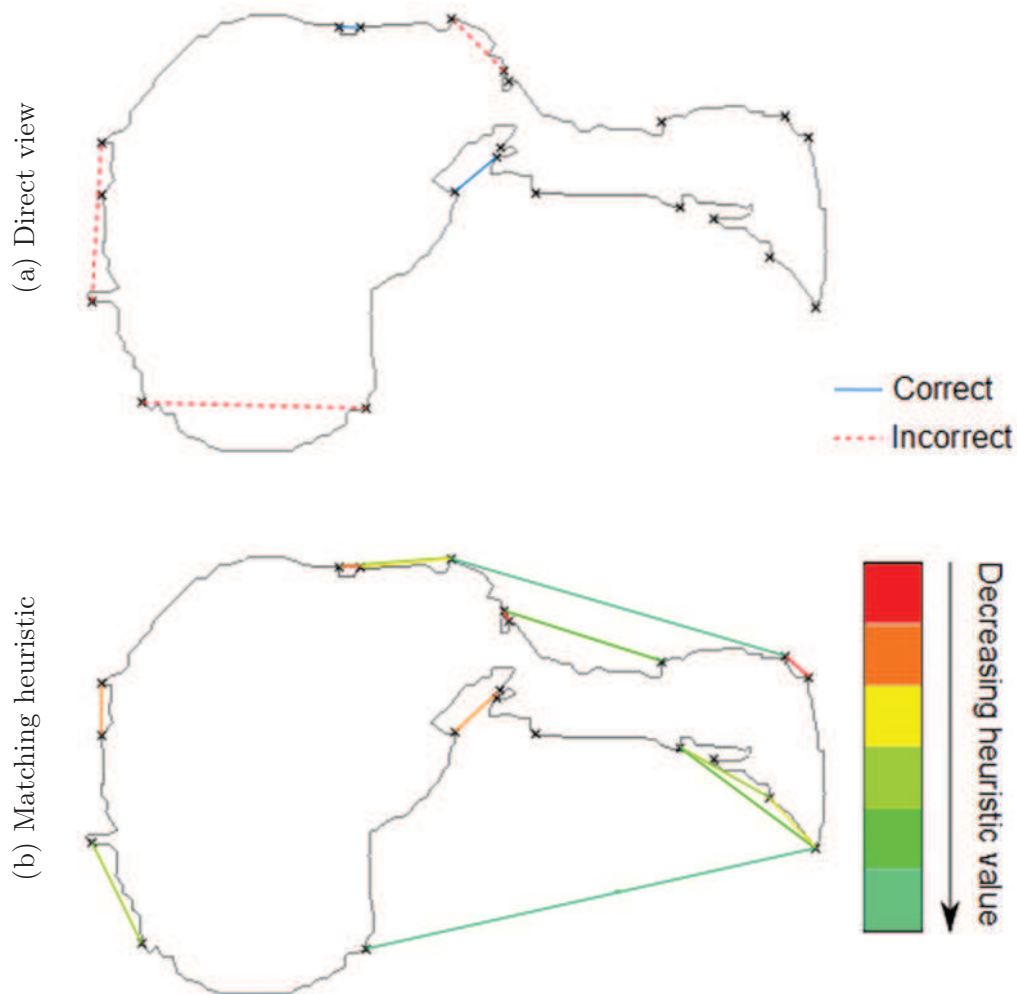 (a) Direct view
Correct
Incorrect
(b) Matching heuristic
Decreasing heuristic value